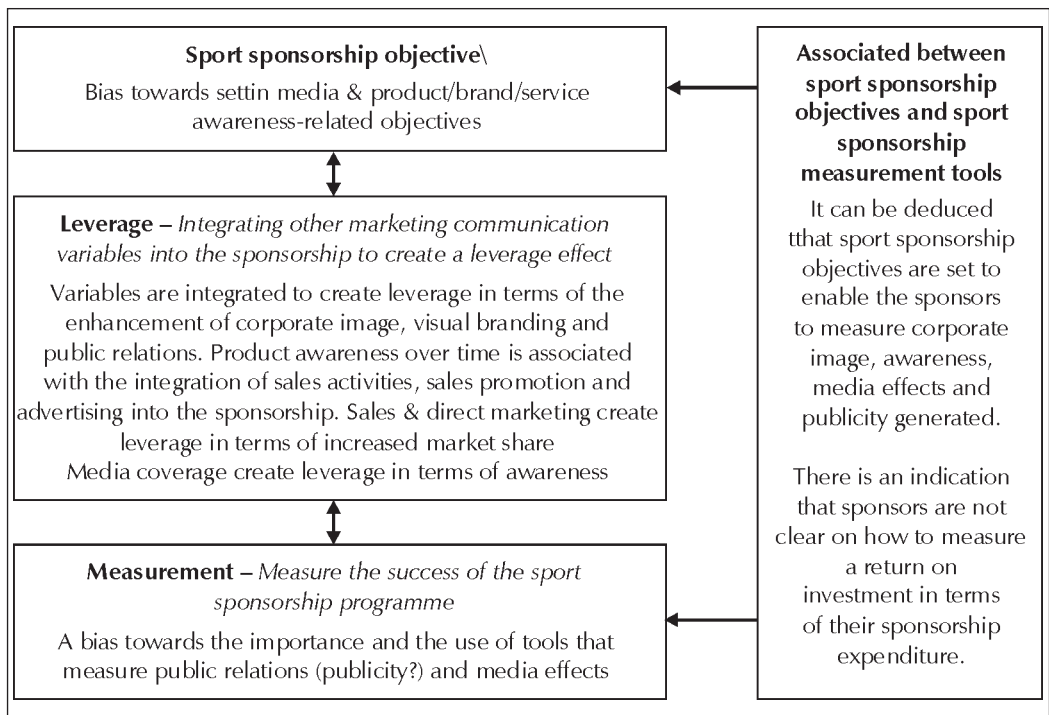 Sport sponsorship objective\
Bias towards settin media & product/brand/service
awareness-related objectives
Leverage – Integrating other marketing communication
variables into the sponsorship to create a leverage effect
Variables are integrated to create leverage in terms of the
enhancement of corporate image, visual branding and
public relations. Product awareness over time is associated
with the integration of sales activities, sales promotion and
advertising into the sponsorship. Sales & direct marketing create
leverage in terms of increased market share
Media coverage create leverage in terms of awareness
Measurement – Measure the success of the sport
sponsorship programme
A bias towards the importance and the use of tools that
measure public relations (publicity?) and media effects
Associated between
sport sponsorship
objectives and sport
sponsorship
measurement tools
It can be deduced
tthat sport sponsorship
objectives are set to
enable the sponsors
to measure corporate
image, awareness,
media effects and
publicity generated.
There is an indication
that sponsors are not
clear on how to measure
a return on
investment in terms
of their sponsorship
expenditure.